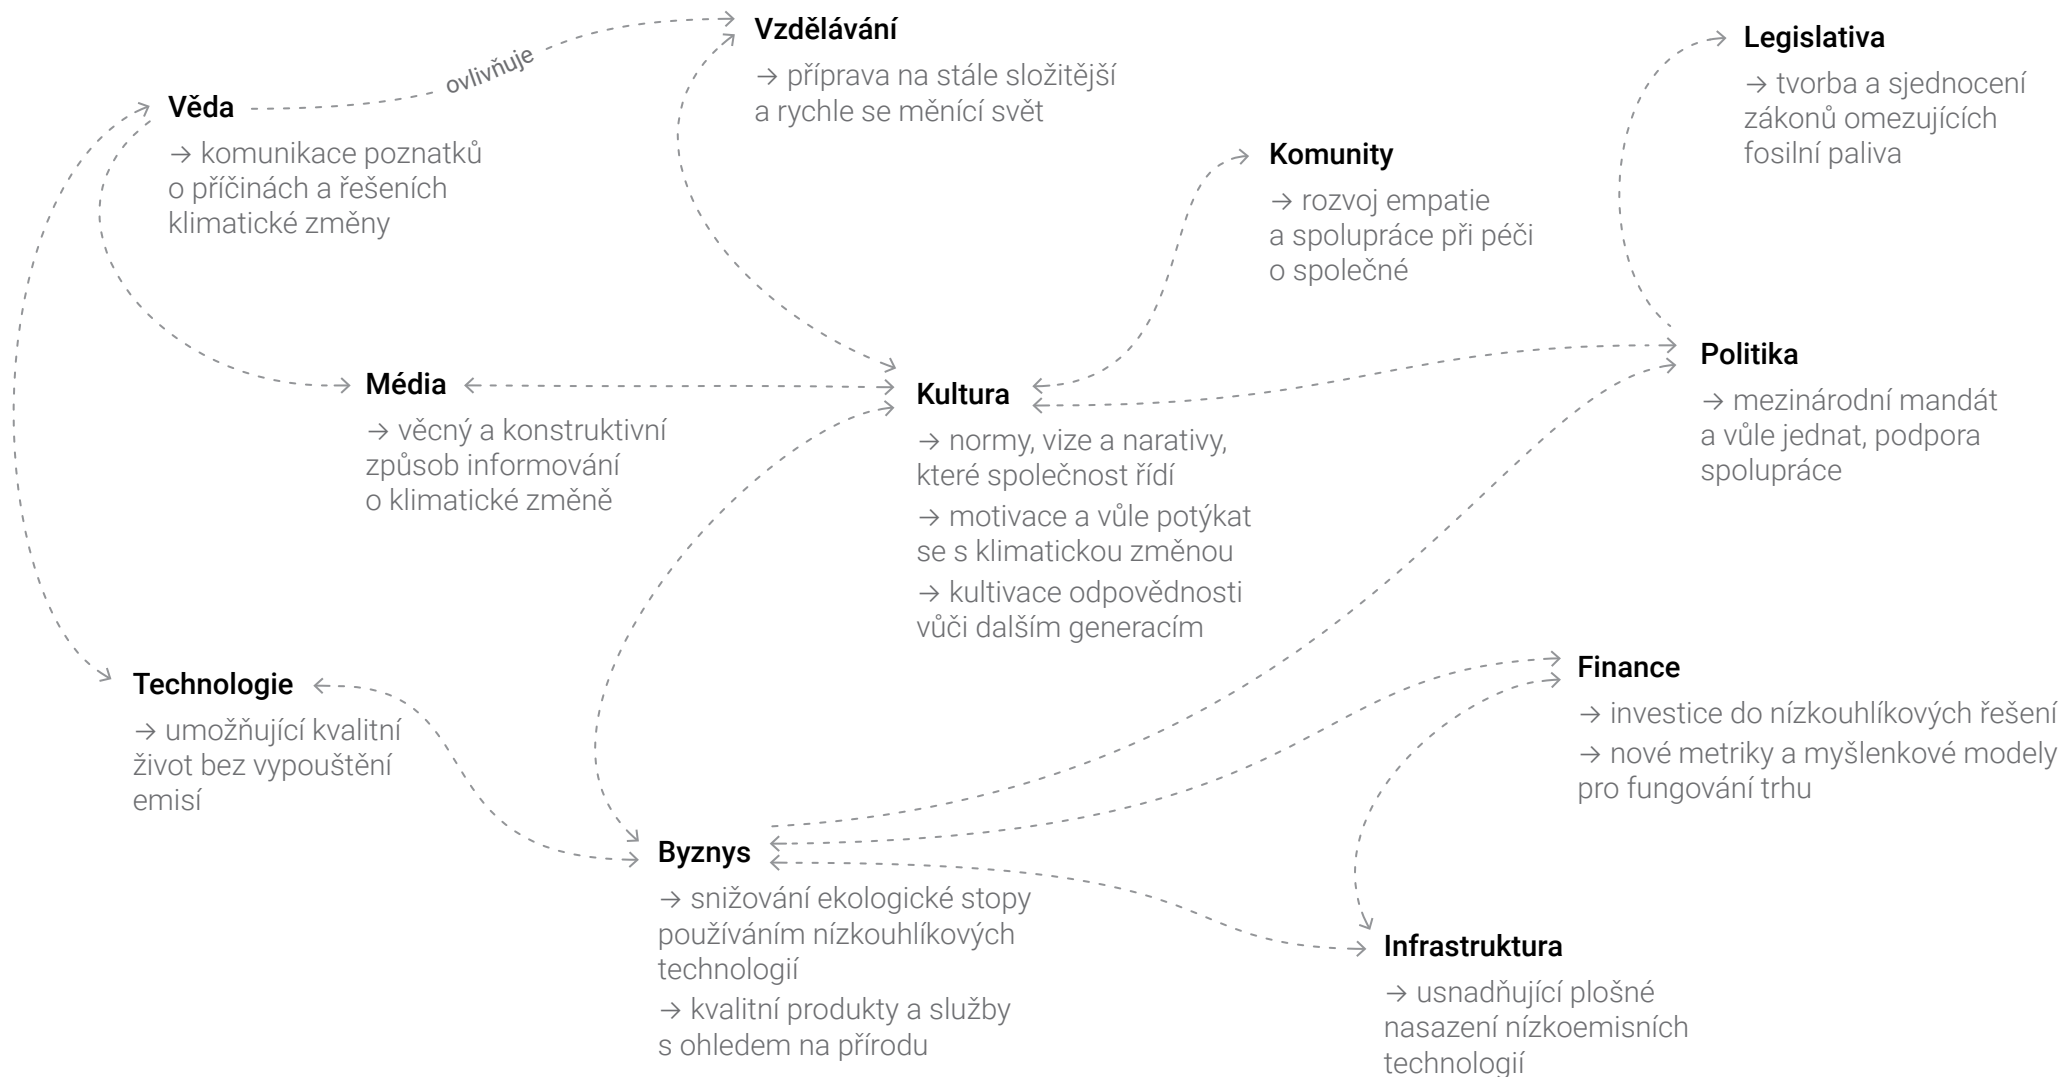 ovlivňuje
Věda
→ komunikace poznatků
o příčinách a řešeních
klimatické změny
Vzdělávání
→ příprava na stále složitější
a rychle se měnící svět
Komunity
→ rozvoj empatie
a spolupráce při péči
o společné
Legislativa
→ tvorba a sjednocení
zákonů omezujících
fosilní paliva
Média
→ věcný a konstruktivní
způsob informování
o klimatické změně
Kultura
→ normy, vize a narativy,
které společnost řídí
→ motivace a vůle potýkat
se s klimatickou změnou
→ kultivace odpovědnosti
vůči dalším generacím
Politika
→ mezinárodní mandát
a vůle jednat, podpora
spolupráce
Technologie
→ umožňující kvalitní
život bez vypouštění
emisí
Byznys
→ snižování ekologické stopy
používáním nízkouhlíkových
technologií
→ kvalitní produkty a služby
s ohledem na přírodu
Finance
→ investice do nízkouhlíkových řešení
→ nové metriky a myšlenkové modely
pro fungování trhu
Infrastruktura
→ usnadňující plošné
nasazení nízkoemisních
technologií